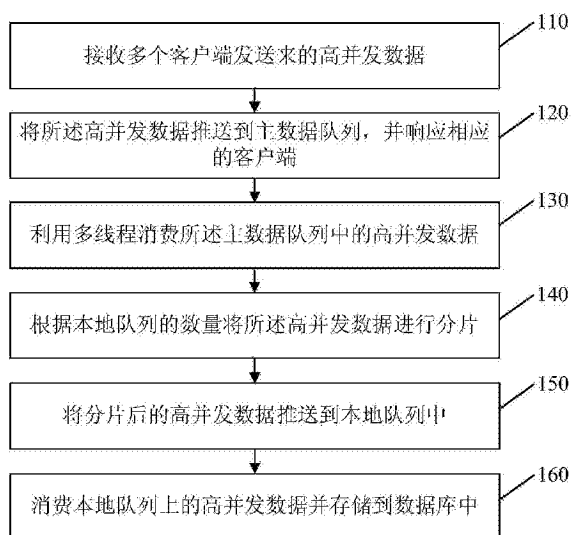 110
接收多个客户端发送来的高并发数据
120
将所述高并发数据推送到主数据队列，并响应相应
的客户端
130
利用多线程消费所述主数据队列中的高并发数据
140
根据本地队列的数量将所述高并发数据进行分片
150
将分片后的高并发数据推送到本地队列中
160
消费本地队列上的高并发数据并存储到数据库中